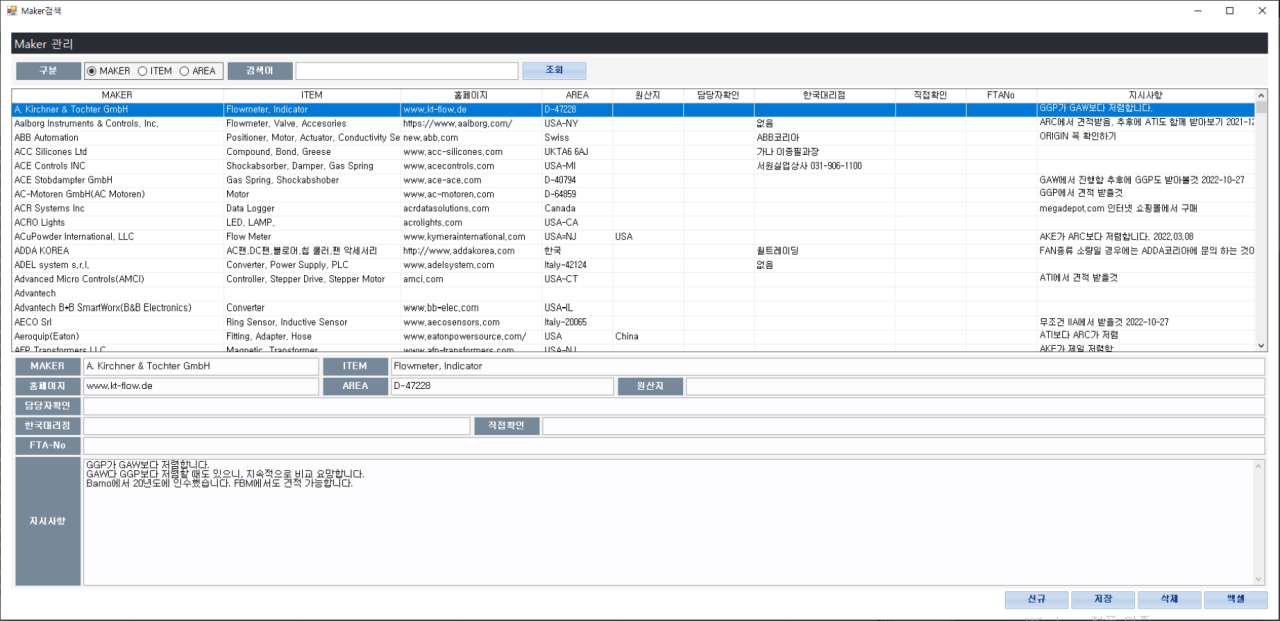 Maker검색
Maker 관리
구분 MAKER ITEM AREA 검색어 조회
MAKER ITEM 홈페이지 AREA 원산지 담당자확인 한국대리점 직접확인 FTANo 지시사항
A. Kirchner & Tochter GmbH Flowmeter, Indicator www.kt-flow.de D-47228 GGP가 GAW보다 저렴합니다.
Aalborg Instruments & Controls, Inc. Flowmeter, Valve, Accesories https://www.aalborg.com/ USA-NY 없음 ARC에서 견적받음, 추후에 ATI도 함께 받아보기 2021-12
ABB Automation Positioner, Motor, Actuator, Conductivity Se new.abb.com Swiss ABB코리아 ORIGIN 꼭 확인하기
ACC Silicones Ltd Compound, Bond, Greese www.acc-silicones.com UKTA6 6AJ 가나 이종필과장
ACE Controls INC Shockabsorber, Damper, Gas Spring www.acecontrols.com USA-MI 서원실업상사 031-906-1100
ACE Stobdampfer GmbH Gas Spring, Shockabshober www.ace-ace.com D-40794 GAW에서 진행함 추후에 GGP도 받아볼것 2022-10-27
AC-Motoren GmbH(AC Motoren) Motor www.ac-motoren.com D-64859 GGP에서 견적 받을것
ACR Systems Inc Data Logger acrdatasolutions.com Canada megadepot.com 인터넷 쇼핑몰에서 구매
ACRO Lights LED, LAMP, acrolights.com USA-CA
ACuPowder International, LLC Flow Meter www.kymerainternational.com USA=NJ USA AKE가 ARC보다 저렴합니다. 2022.03.08
ADDA KOREA AC팬,DC팬,블로어,칩 쿨러,팬 악세서리 http://www.addakorea.com 한국 월트레이딩 FAN종류 소량일 경우에는 ADDA코리아에 문의 하는 것이
ADEL system s.r.l. Converter, Power Supply, PLC www.adelsystem.com Italy-42124 없음
Advanced Micro Controls(AMCI) Controller, Stepper Drive, Stepper Motor amci.com USA-CT ATI에서 견적 받을것
Advantech
Advantech B+B SmartWorx(B&B Electronics) Converter www.bb-elec.com USA-IL
AECO Srl Ring Sensor, Inductive Sensor www.aecosensors.com Italy-20065 무조건 IIA에서 받을것 2022-10-27
Aeroquip(Eaton) Fitting, Adapter, Hose www.eatonpowersource.com/ USA China ATI보다 ARC가 저렴
AFP Transformers LLC Magnetic, Transformer www.afp-transformers.com USA-NJ AKE가 제일 저렴함
MAKER A. Kirchner & Tochter GmbH ITEM Flowmeter, Indicator
홈페이지 www.kt-flow.de AREA D-47228 원산지
담당자확인
한국대리점 직접확인
FTA-No
GGP가 GAW보다 저렴합니다.
GAW다 GGP보다 저렴할 때도 있으니, 지속적으로 비교 요망합니다.
Bamo에서 20년도에 인수했습니다. FBM에서도 견적 가능합니다.
지시사항
신규 저장 삭제 엑셀